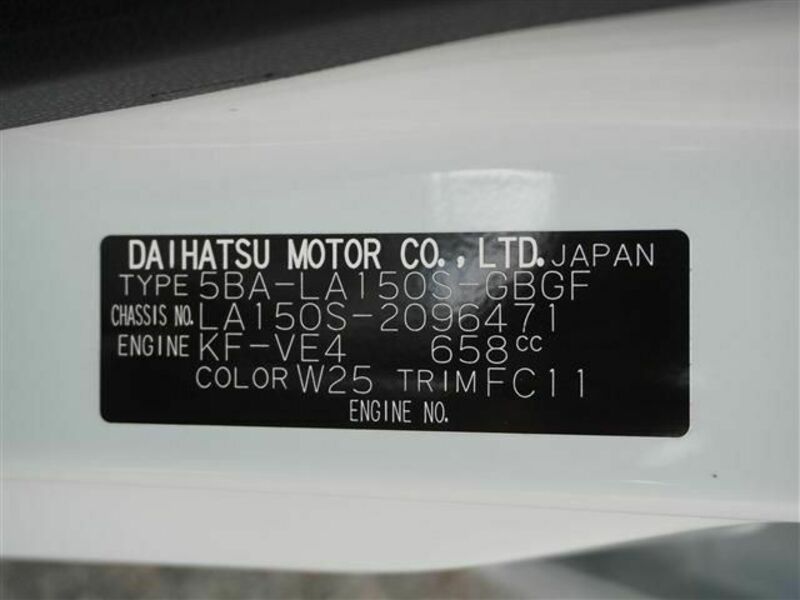 DAIHATSU MOTOR CO., LTD. JAPAN
TYPE 5BA-LA150S-GBGF
CHASSIS NO. LA150S-2096471
ENGINE KF-VE4 658cc
COLOR W25 TRIM FC11
ENGINE NO.